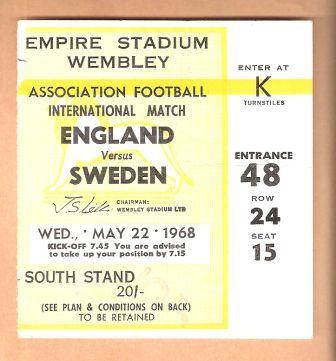 EMPIRE STADIUM
WEMBLEY
ASSOCIATION FOOTBALL
INTERNATIONAL MATCH
ENGLAND
Versus
SWEDEN
CHAIRMAN:
WEMBLEY STADIUM LTD
WED., MAY 22 1968
KICK-OFF 7.45 You are advised
to take up your position by 7.15
SOUTH STAND
20/-
(SEE PLAN & CONDITIONS ON BACK)
TO BE RETAINED
ENTER AT
K
TURNSTILES
ENTRANCE
48
ROW
24
SEAT
15